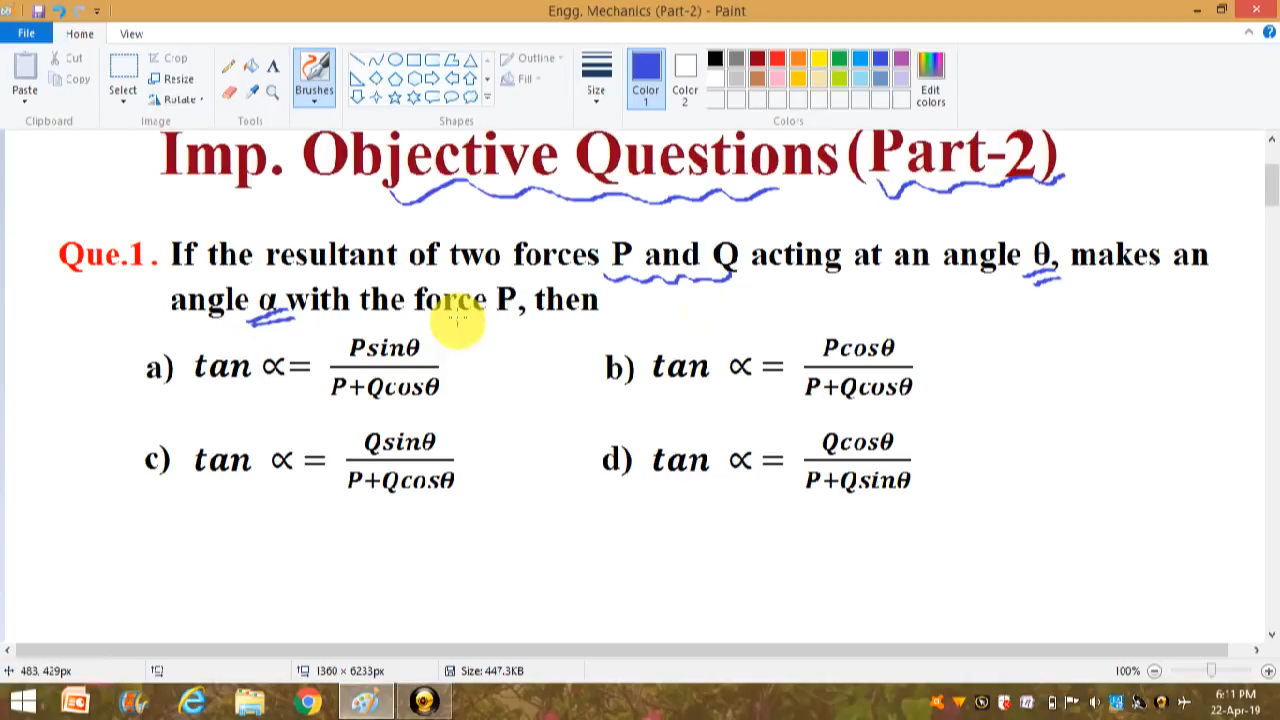 Engg. Mechanics (Part-2) - Paint
File Home View
Paste Cut Copy Clipboard
Select Crop Resize Rotate Image
Tools
Brushes
Outline Fill Shapes
Size
Color 1 Color 2 Edit colors Colors
Imp. Objective Questions (Part-2)
Que.1. If the resultant of two forces P and Q acting at an angle θ, makes an
angle α with the force P, then
a) tan ∝= Psinθ / P+Qcosθ b) tan ∝ = Pcosθ / P+Qcosθ
c) tan ∝ = Qsinθ / P+Qcosθ d) tan ∝ = Qcosθ / P+Qsinθ
483, 429px 1360 × 6233px Size: 447.3KB 100%
6:11 PM
22-Apr-19